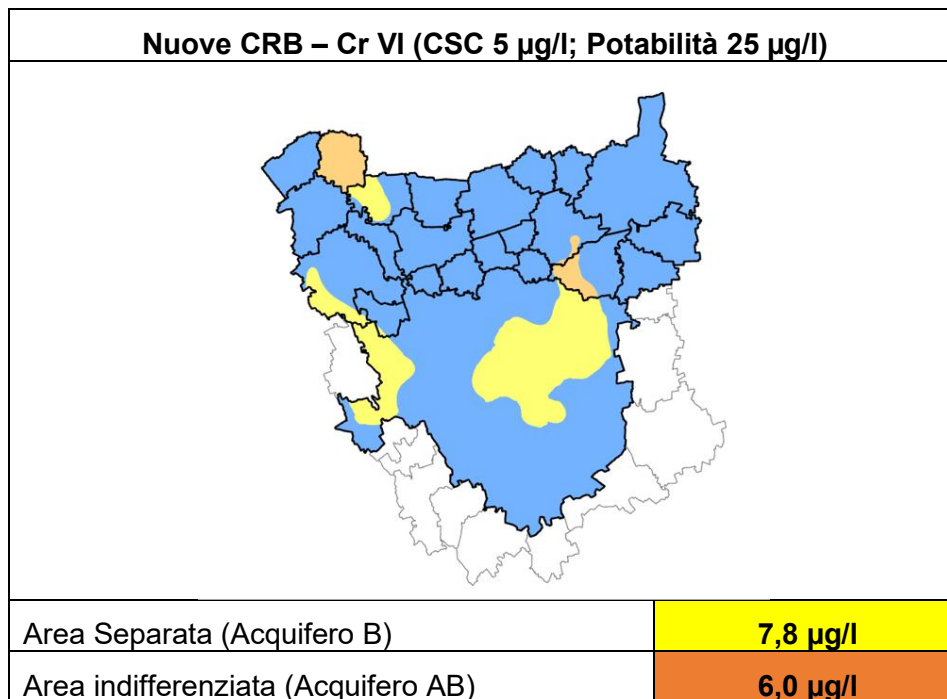 Nuove CRB – Cr VI (CSC 5 µg/l; Potabilità 25 µg/l)
Area Separata (Acquifero B) 7,8 µg/l
Area indifferenziata (Acquifero AB) 6,0 µg/l